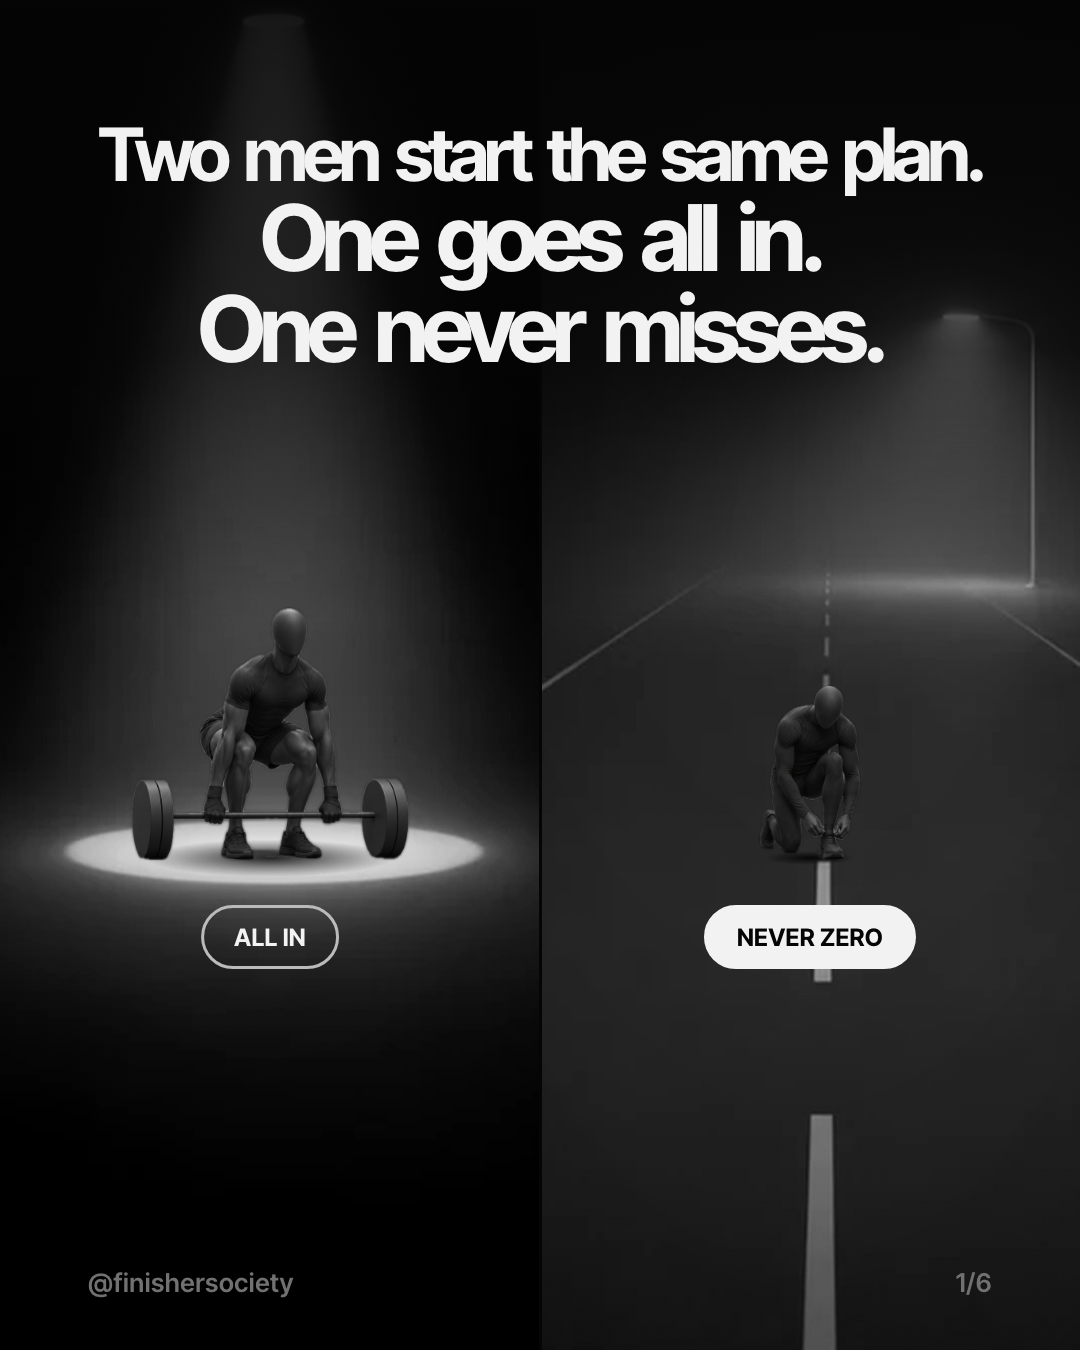 Two men start the same plan.
One goes all in.
One never misses.
ALL IN
NEVER ZERO
@finishersociety
1/6